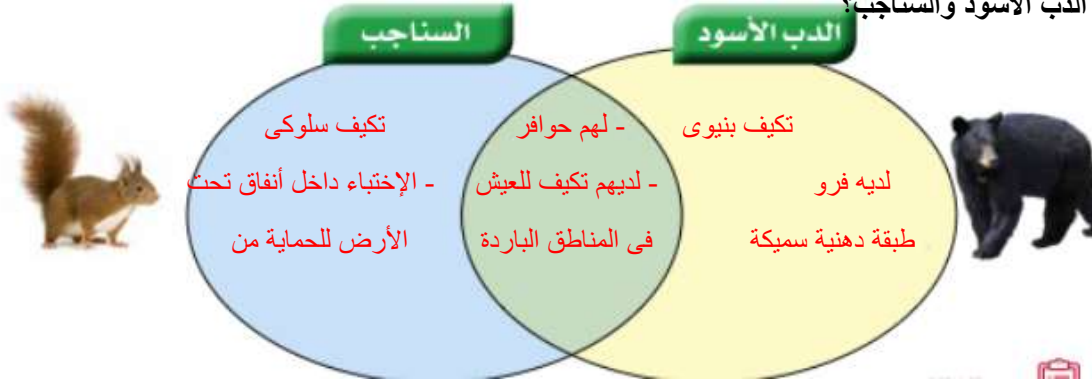 الدب الأسود والسناجب؟
الدب الأسود
السناجب
تكيف بنيوى
لديه فرو
طبقة دهنية سميكة
- لهم حوافر
- لديهم تكيف للعيش
فى المناطق الباردة
تكيف سلوكى
- الإختباء داخل أنفاق تحت
الأرض للحماية من